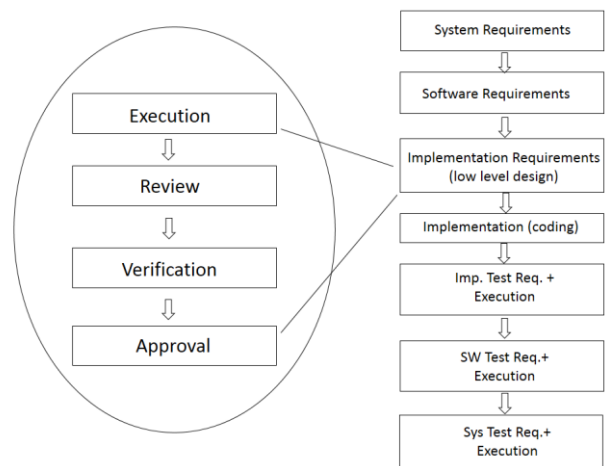 Execution
Review
Verification
Approval
System Requirements
Software Requirements
Implementation Requirements
(low level design)
Implementation (coding)
Imp. Test Req. +
Execution
SW Test Req.+
Execution
Sys Test Req.+
Execution